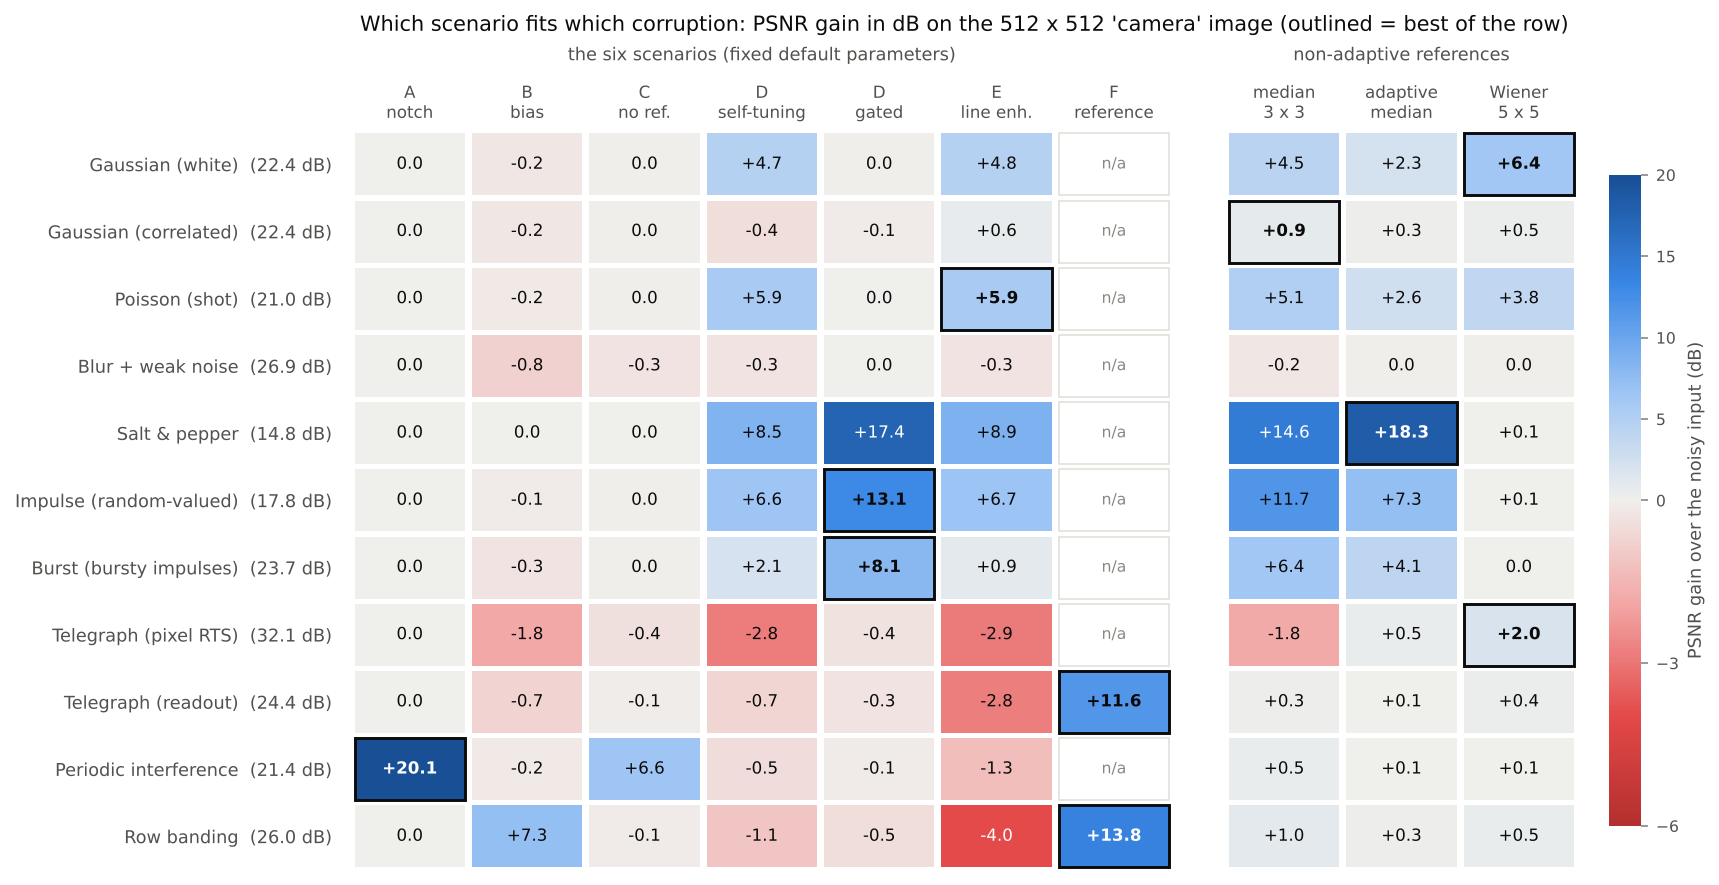 Which scenario fits which corruption: PSNR gain in dB on the 512 x 512 'camera' image (outlined = best of the row)
the six scenarios (fixed default parameters) non-adaptive references
A B C D D E F median adaptive Wiener
notch bias no ref. self-tuning gated line enh. reference 3 x 3 median 5 x 5
Gaussian (white) (22.4 dB) 0.0 -0.2 0.0 +4.7 0.0 +4.8 n/a +4.5 +2.3 +6.4
Gaussian (correlated) (22.4 dB) 0.0 -0.2 0.0 -0.4 -0.1 +0.6 n/a +0.9 +0.3 +0.5
Poisson (shot) (21.0 dB) 0.0 -0.2 0.0 +5.9 0.0 +5.9 n/a +5.1 +2.6 +3.8
Blur + weak noise (26.9 dB) 0.0 -0.8 -0.3 -0.3 0.0 -0.3 n/a -0.2 0.0 0.0
Salt & pepper (14.8 dB) 0.0 0.0 0.0 +8.5 +17.4 +8.9 n/a +14.6 +18.3 +0.1
Impulse (random-valued) (17.8 dB) 0.0 -0.1 0.0 +6.6 +13.1 +6.7 n/a +11.7 +7.3 +0.1
Burst (bursty impulses) (23.7 dB) 0.0 -0.3 0.0 +2.1 +8.1 +0.9 n/a +6.4 +4.1 0.0
Telegraph (pixel RTS) (32.1 dB) 0.0 -1.8 -0.4 -2.8 -0.4 -2.9 n/a -1.8 +0.5 +2.0
Telegraph (readout) (24.4 dB) 0.0 -0.7 -0.1 -0.7 -0.3 -2.8 +11.6 +0.3 +0.1 +0.4
Periodic interference (21.4 dB) +20.1 -0.2 +6.6 -0.5 -0.1 -1.3 n/a +0.5 +0.1 +0.1
Row banding (26.0 dB) 0.0 +7.3 -0.1 -1.1 -0.5 -4.0 +13.8 +1.0 +0.3 +0.5
20
15
10
5
0
−3
−6
PSNR gain over the noisy input (dB)